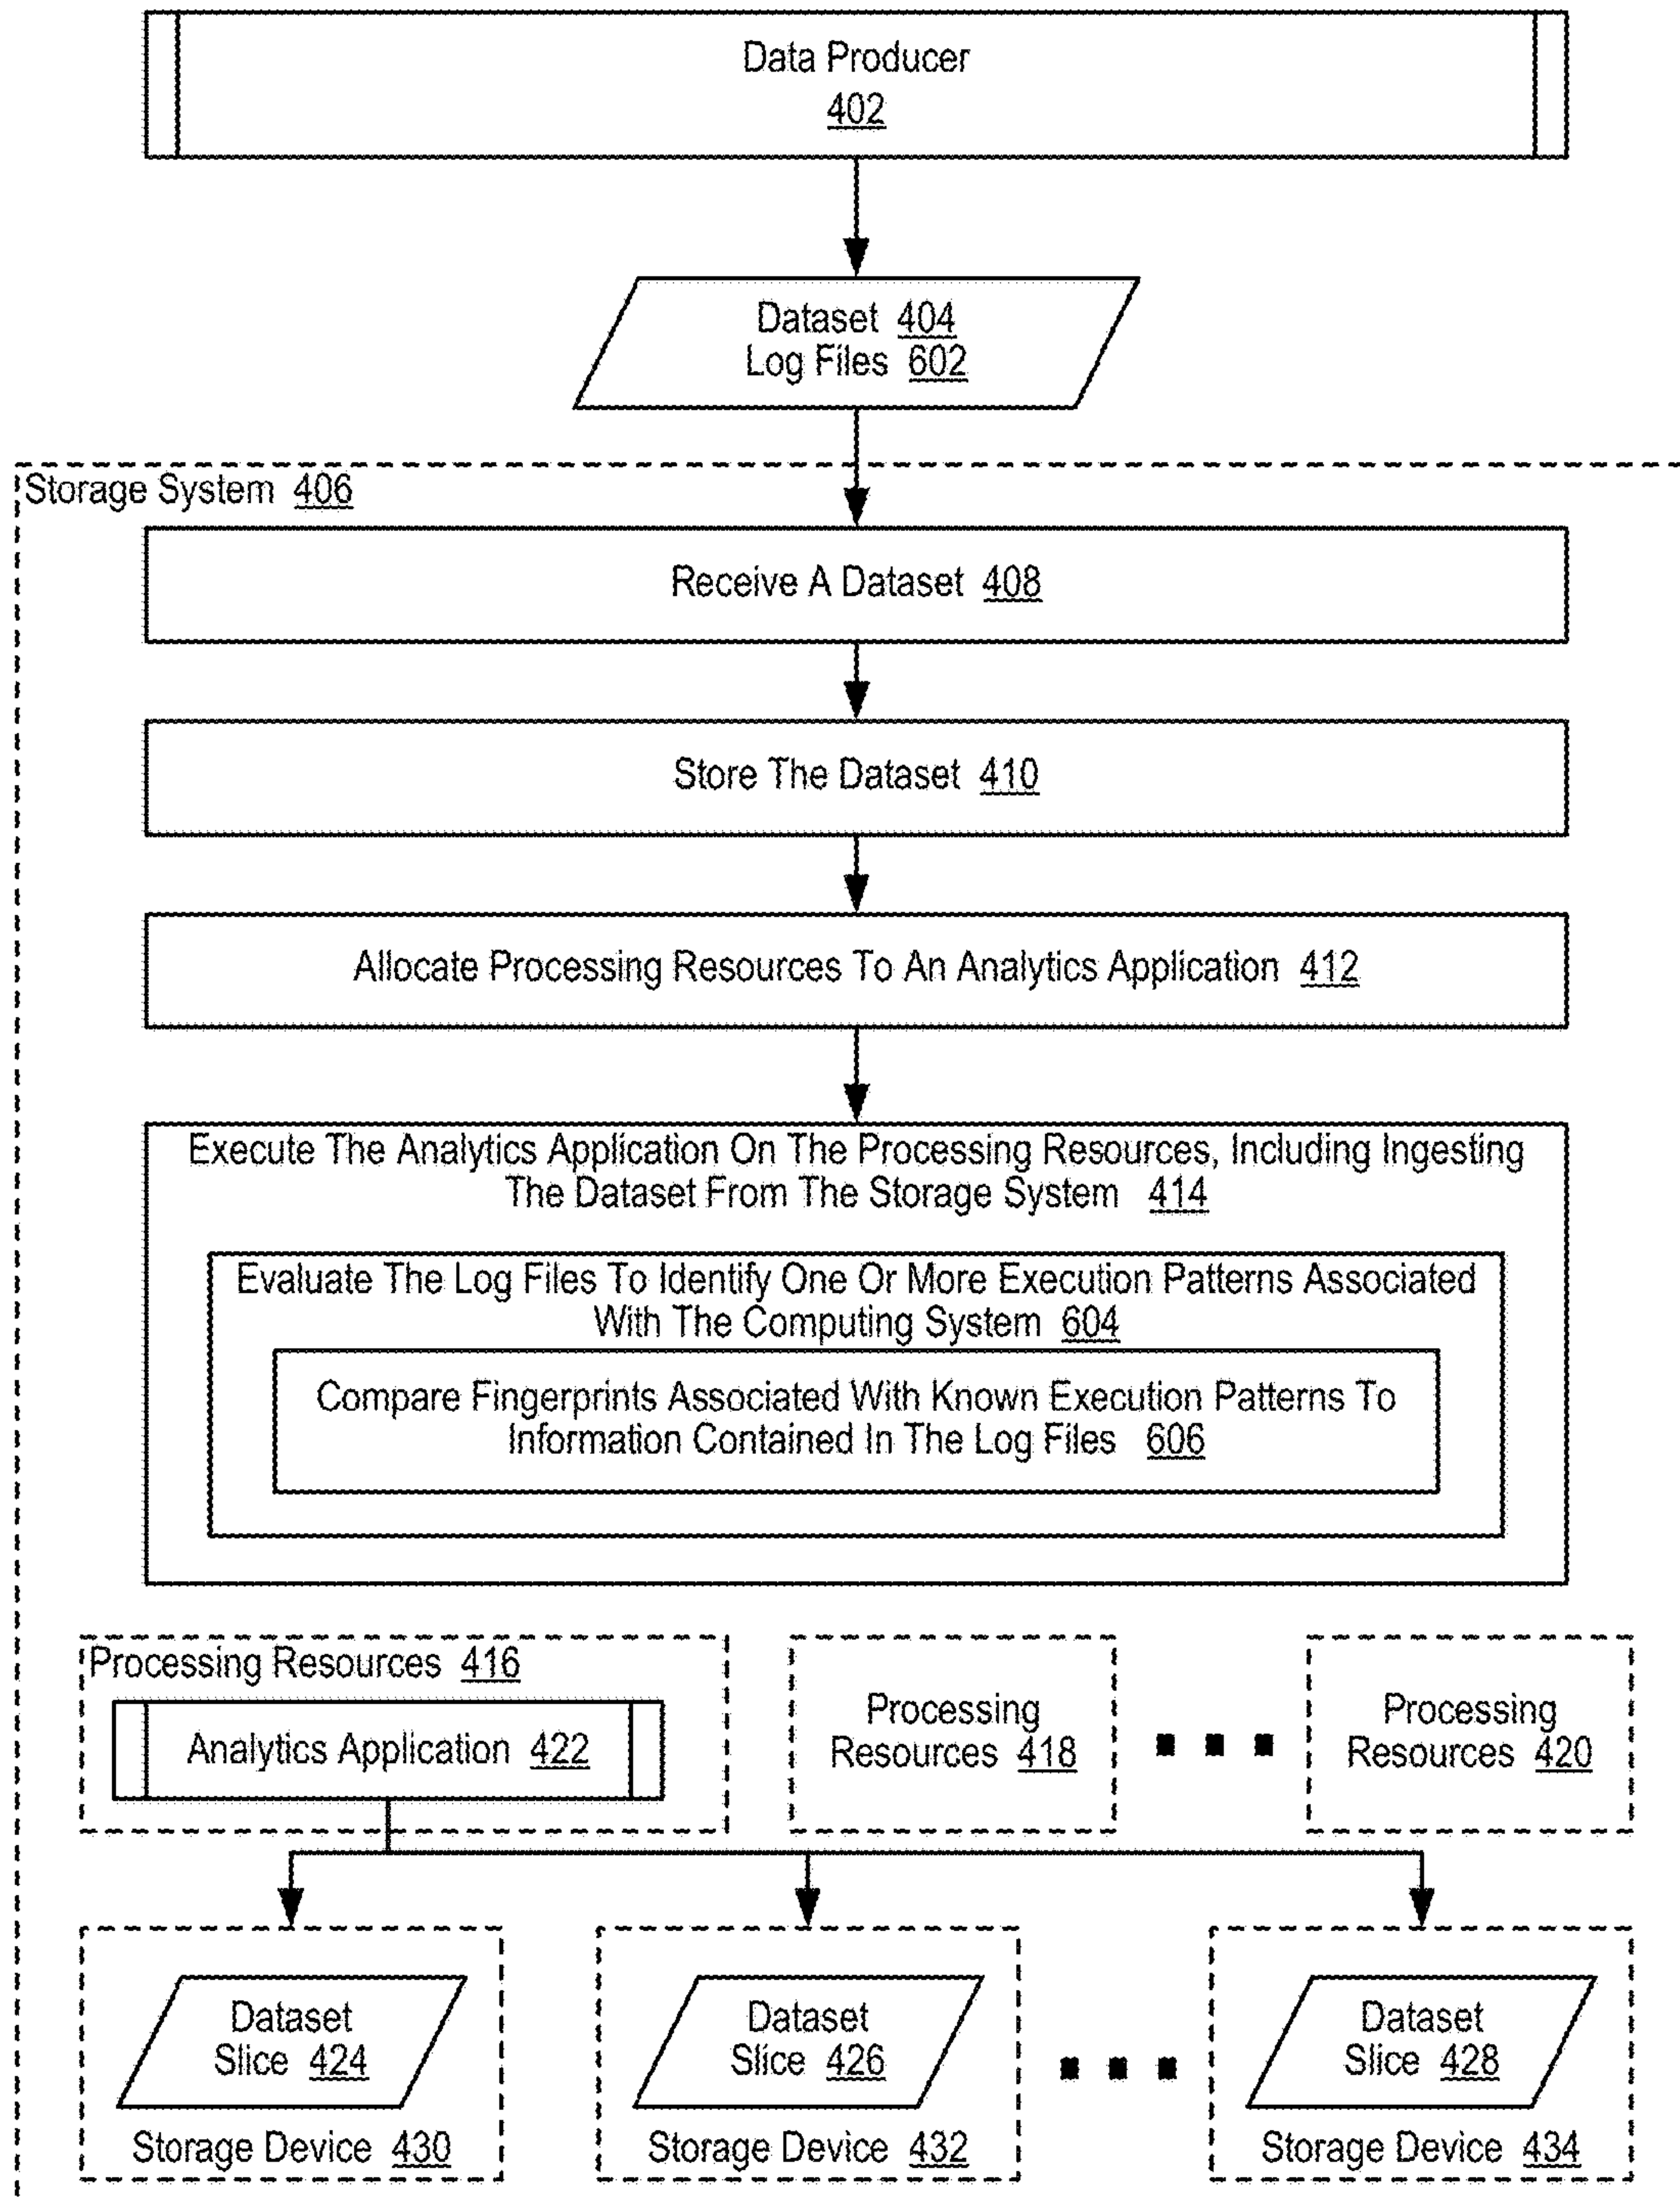 Data Producer
402
Dataset 404
Log Files 602
Storage System 406
Receive A Dataset 408
Store The Dataset 410
Allocate Processing Resources To An Analytics Application 412
Execute The Analytics Application On The Processing Resources, Including Ingesting
The Dataset From The Storage System 414
Evaluate The Log Files To Identify One Or More Execution Patterns Associated
With The Computing System 604
Compare Fingerprints Associated With Known Execution Patterns To
Information Contained In The Log Files 606
Processing Resources 416
Analytics Application 422
Processing
Resources 418
Processing
Resources 420
Dataset
Slice 424
Storage Device 430
Dataset
Slice 426
Storage Device 432
Dataset
Slice 428
Storage Device 434